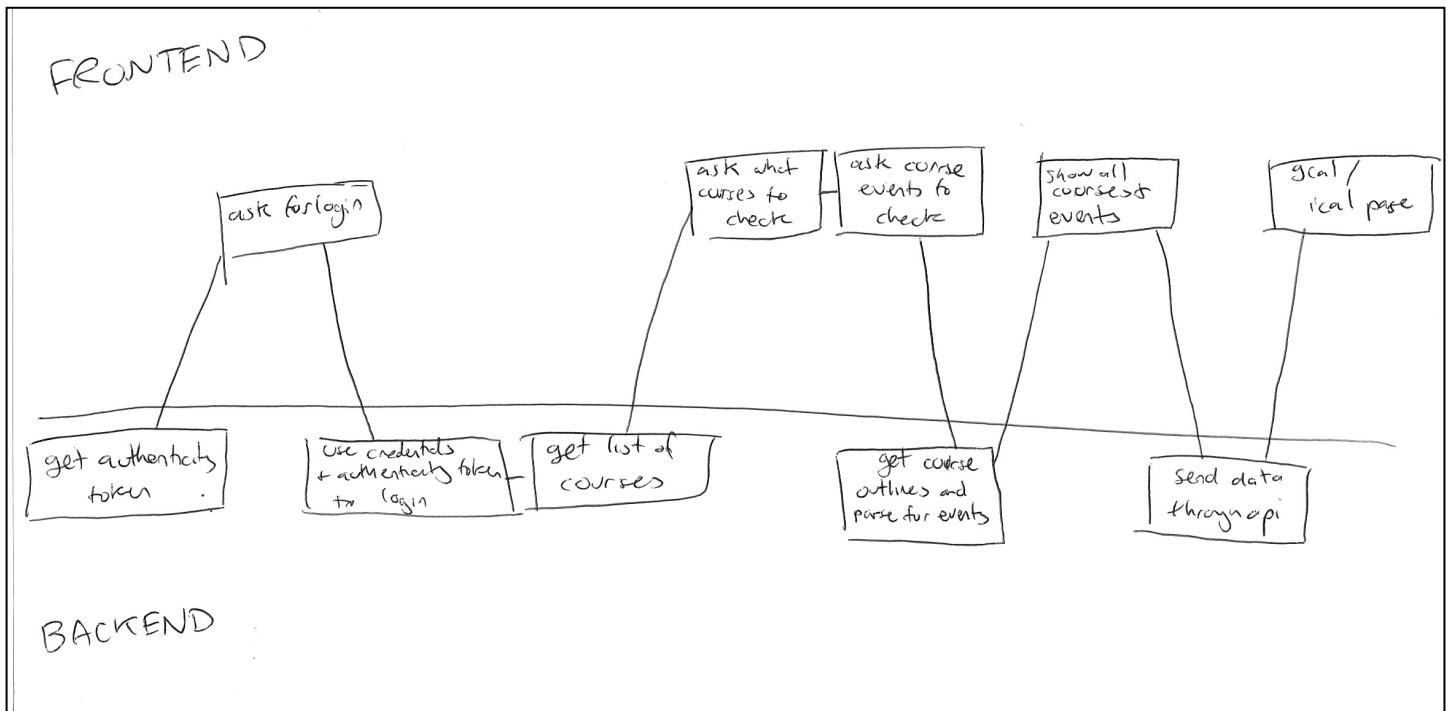 FRONTEND
ask for login
ask what
curses to
check
ask course
events to
check
show all
courses &
events
gcal /
ical page
get authenticity
token
use credentials
+ authenticity token
to login
get list of
courses
get course
outlines and
parse for events
send data
through api
BACKEND